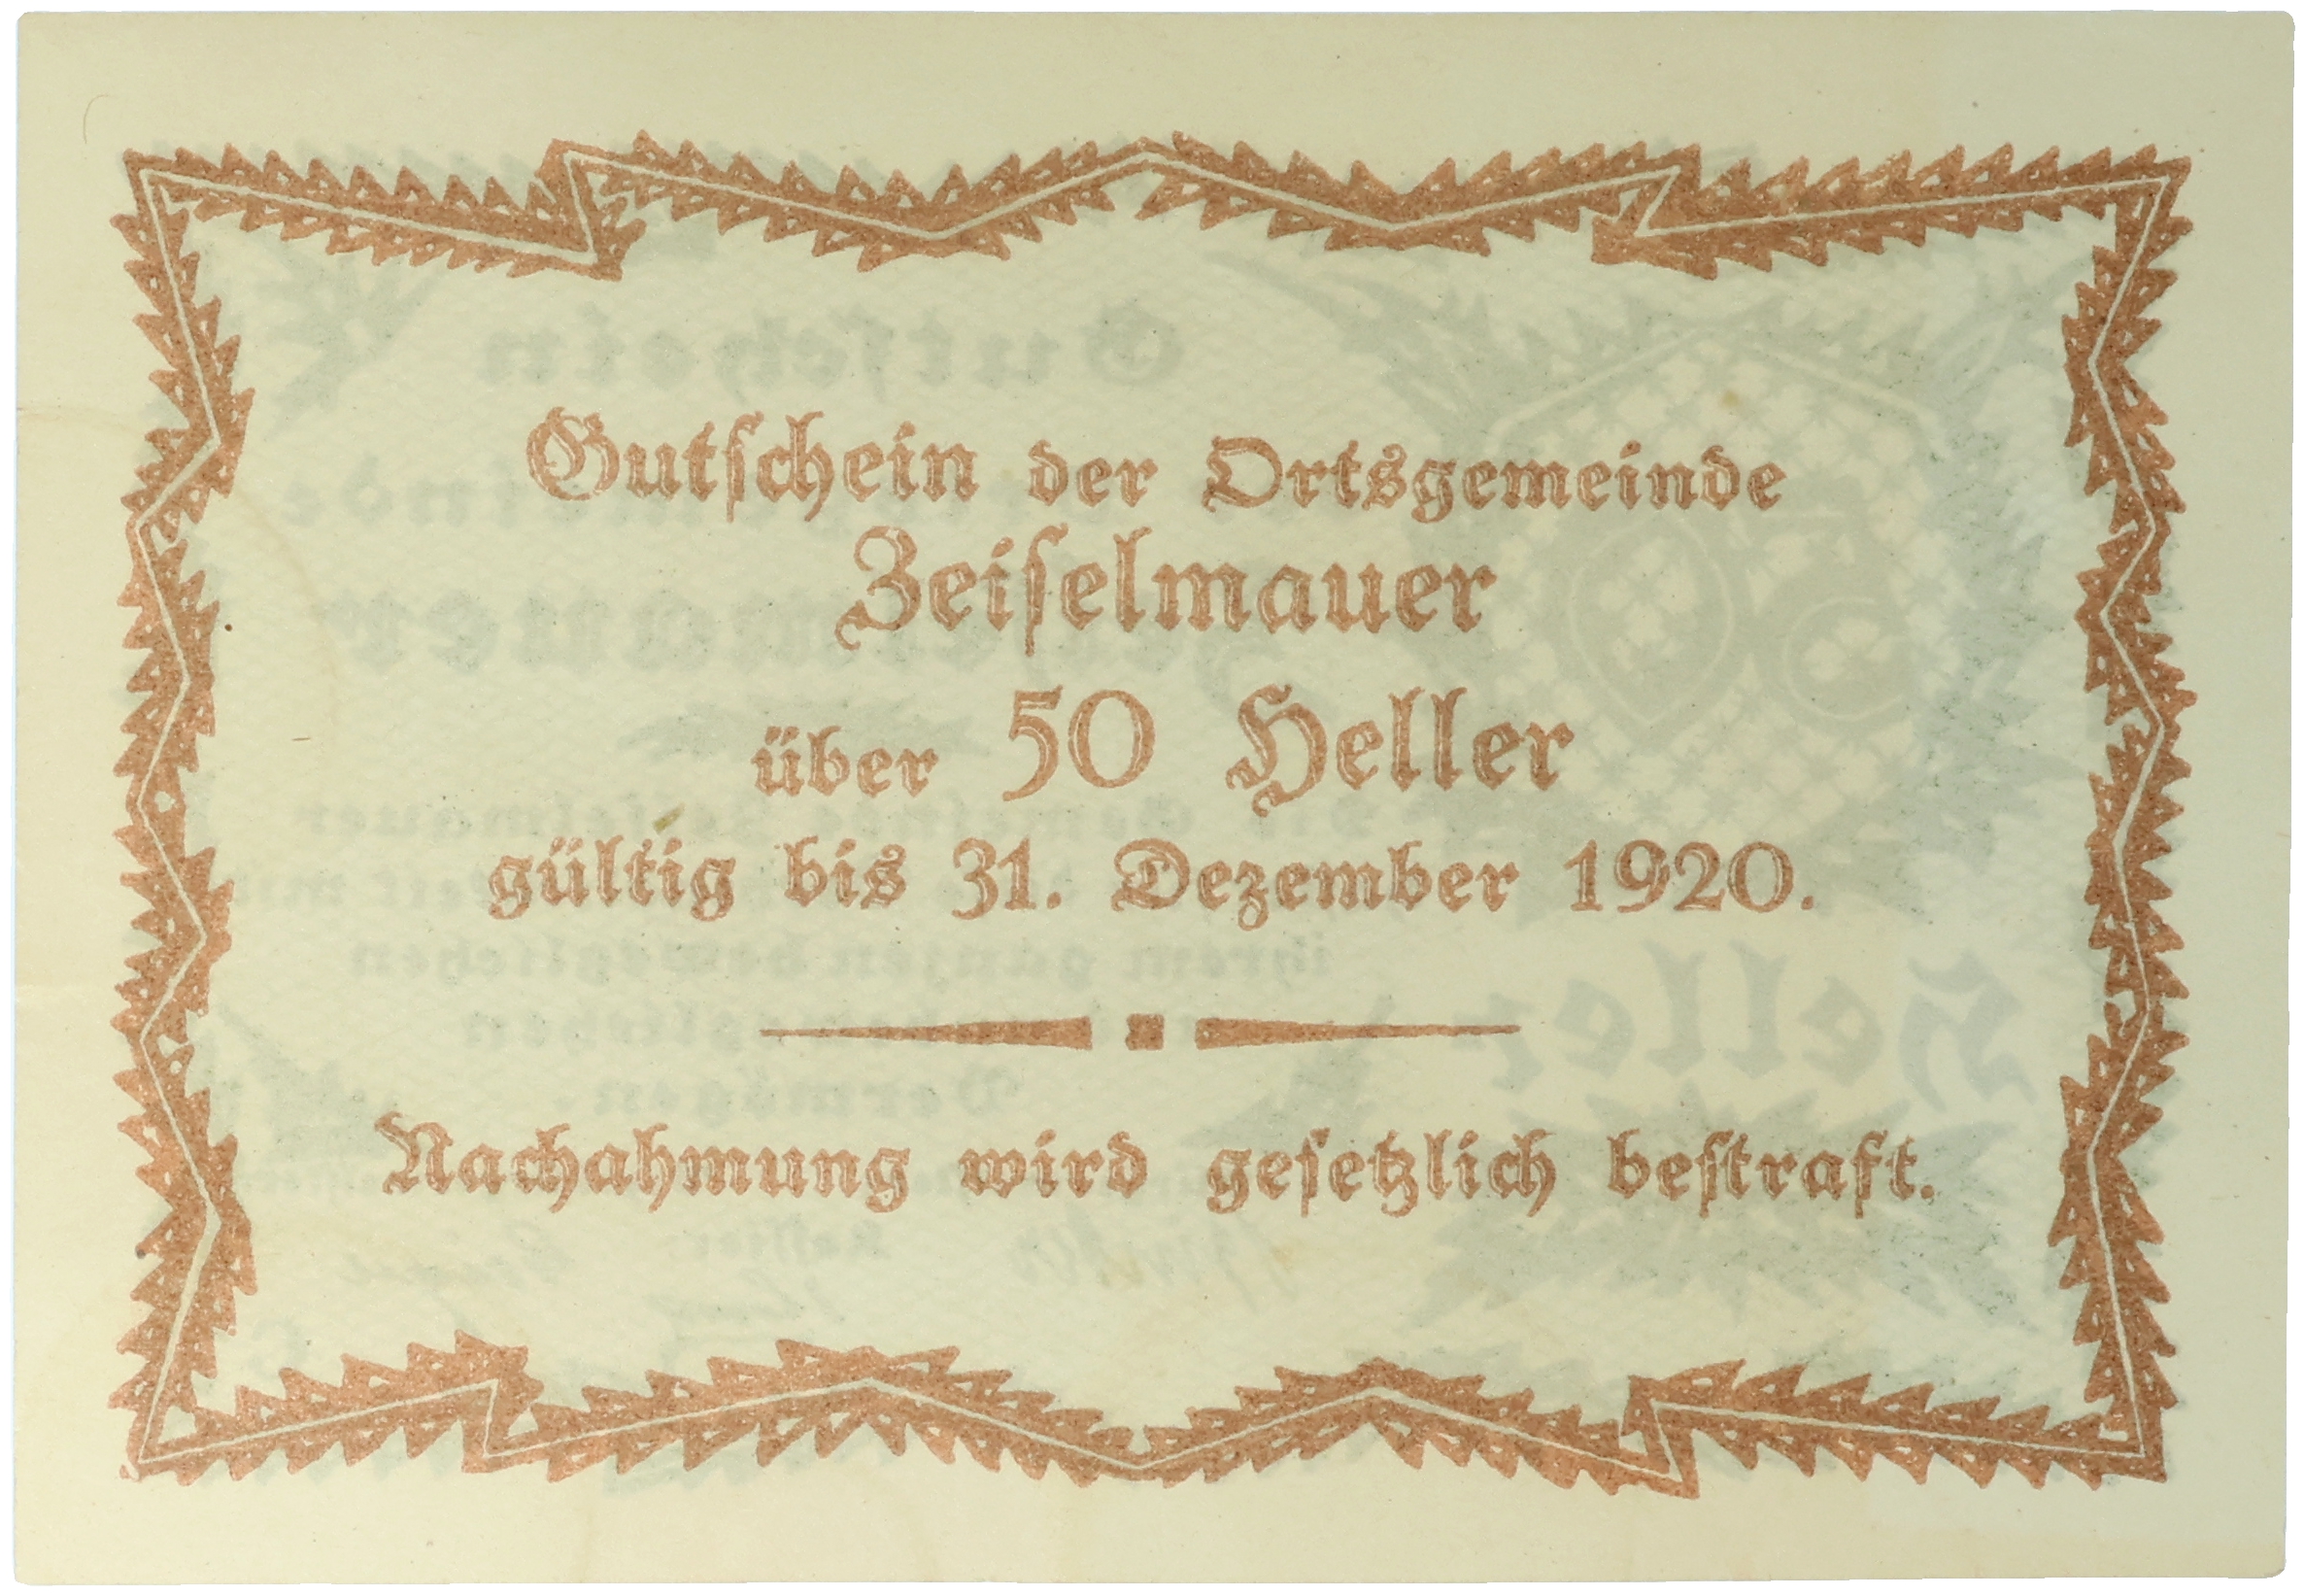 Gutschein der Ortsgemeinde
Zeiselmauer
über 50 Heller
gültig bis 31. Dezember 1920.
Nachahmung wird gesetzlich bestraft.